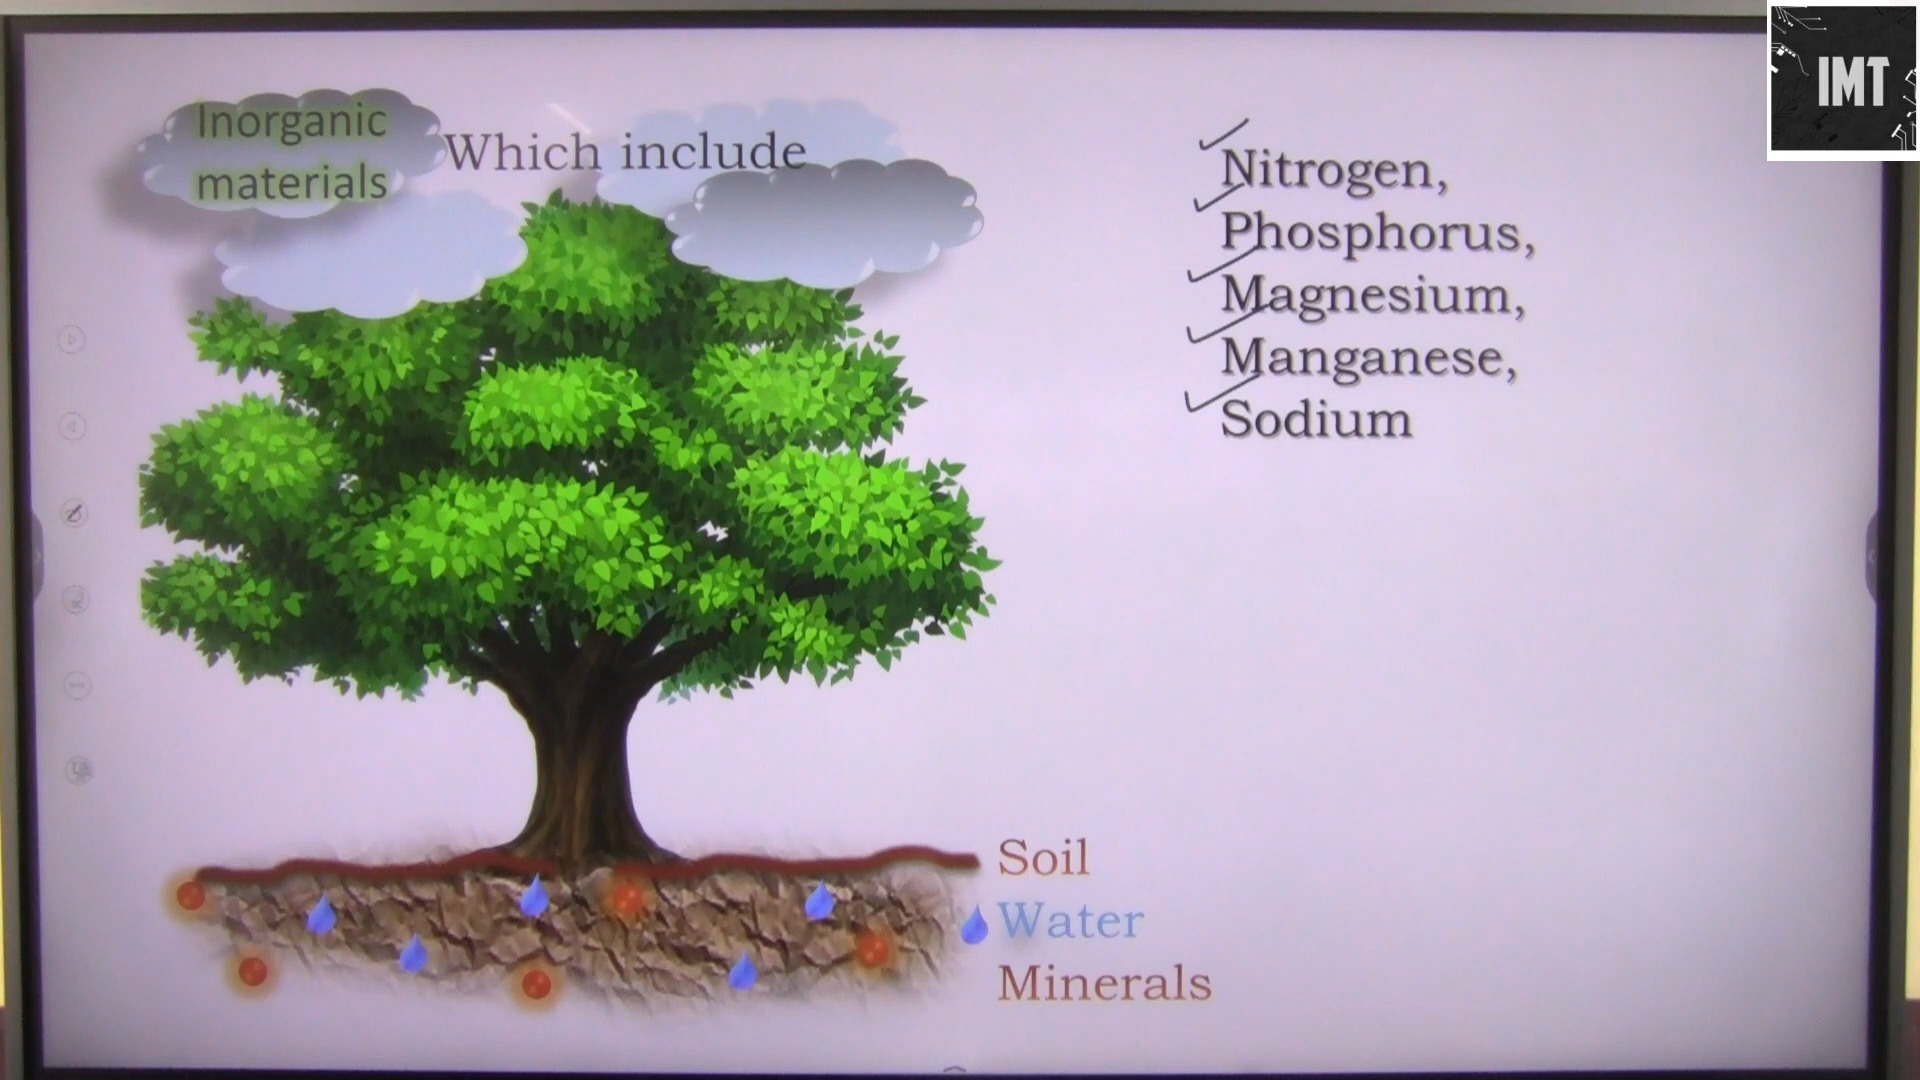 Inorganic
materials
Which include
Nitrogen,
Phosphorus,
Magnesium,
Manganese,
Sodium
Soil
Water
Minerals
IMT